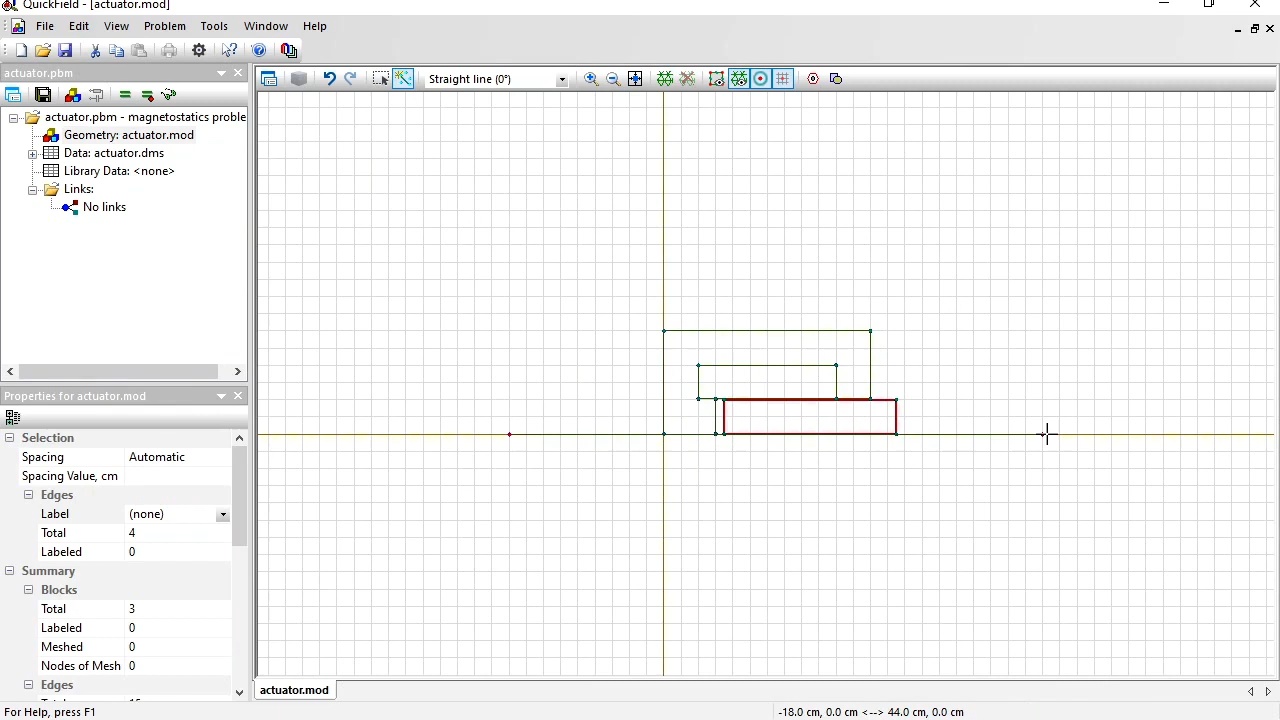 QuickField - [actuator.mod]
File Edit View Problem Tools Window Help
actuator.pbm
Straight line (0°)
actuator.pbm - magnetostatics proble
Geometry: actuator.mod
Data: actuator.dms
Library Data: <none>
Links:
No links
Properties for actuator.mod
Selection
Spacing Automatic
Spacing Value, cm
Edges
Label (none)
Total 4
Labeled 0
Summary
Blocks
Total 3
Labeled 0
Meshed 0
Nodes of Mesh 0
Edges
actuator.mod
For Help, press F1
-18.0 cm, 0.0 cm <--> 44.0 cm, 0.0 cm